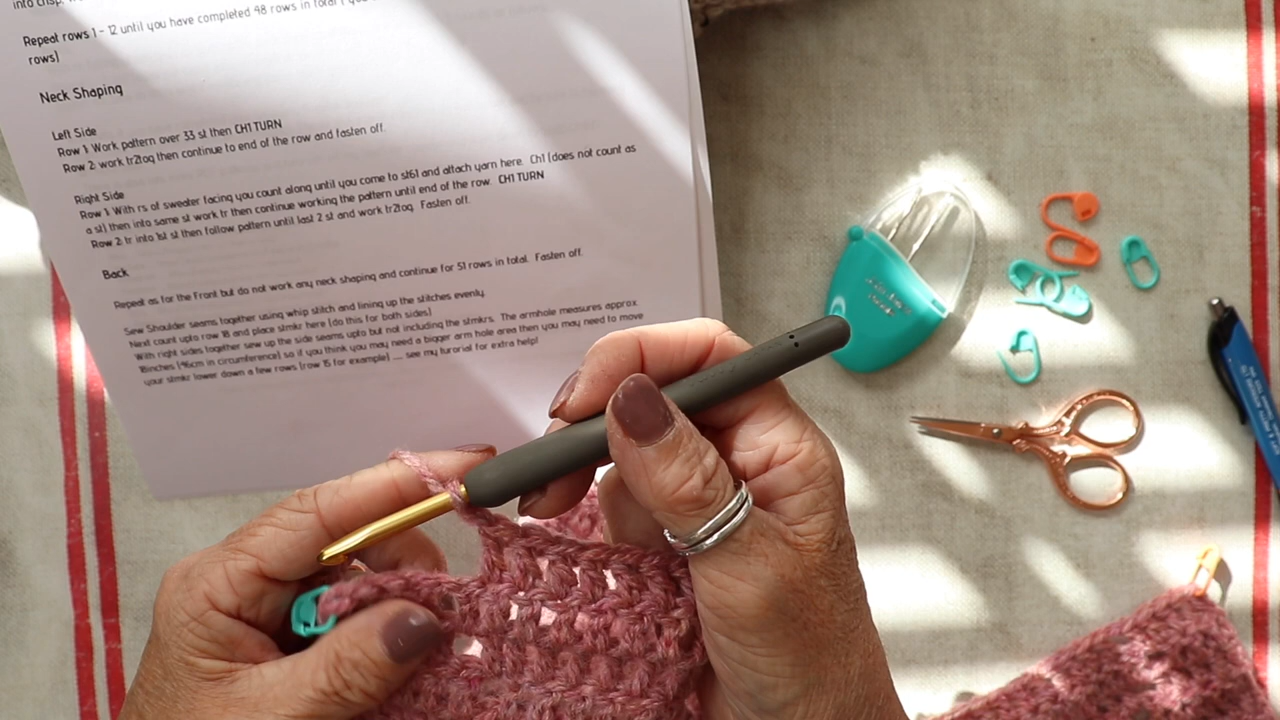 into crisp,
Repeat rows 1 - 12 until you have completed 48 rows in total
rows)
Neck Shaping
Left Side
Row 1: Work pattern over 33 st then CH1 TURN
Row 2: work tr2tog then continue to end of the row and fasten off.
Right Side
Row 1: With rs of sweater facing you count along until you come to st61 and attach yarn here. Ch1 (does not count as
a st) then into same st work tr then continue working the pattern until end of the row. CH1 TURN
Row 2: tr into 1st st then follow pattern until last 2 st and work tr2tog. Fasten off.
Back
Repeat as for the Front but do not work any neck shaping and continue for 51 rows in total. Fasten off.
Sew Shoulder seams together using whip stitch and lining up the stitches evenly.
Next count upto row 18 and place stmkr here (do this for both sides)
With right sides together sew up the side seams upto but not including the stmkrs. The armhole measures approx.
18inches (46cm in circumference) so if you think you may need a bigger arm hole area then you may need to move
your stmkr lower down a few rows (row 15 for example) .... see my turorial for extra help!